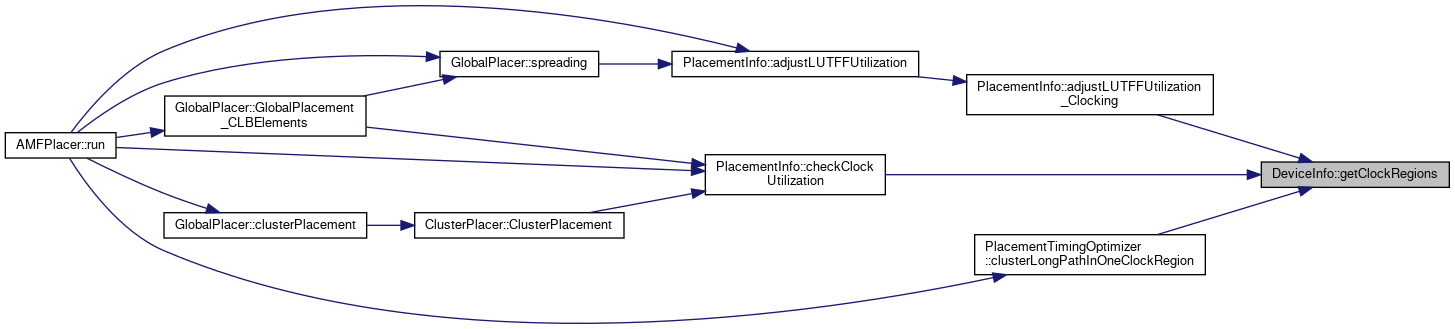 AMFPlacer::run
GlobalPlacer::GlobalPlacement
_CLBElements
GlobalPlacer::clusterPlacement
GlobalPlacer::spreading
ClusterPlacer::ClusterPlacement
PlacementInfo::adjustLUTFFUtilization
PlacementInfo::checkClock
Utilization
PlacementInfo::adjustLUTFFUtilization
_Clocking
PlacementTimingOptimizer
::clusterLongPathInOneClockRegion
DeviceInfo::getClockRegions